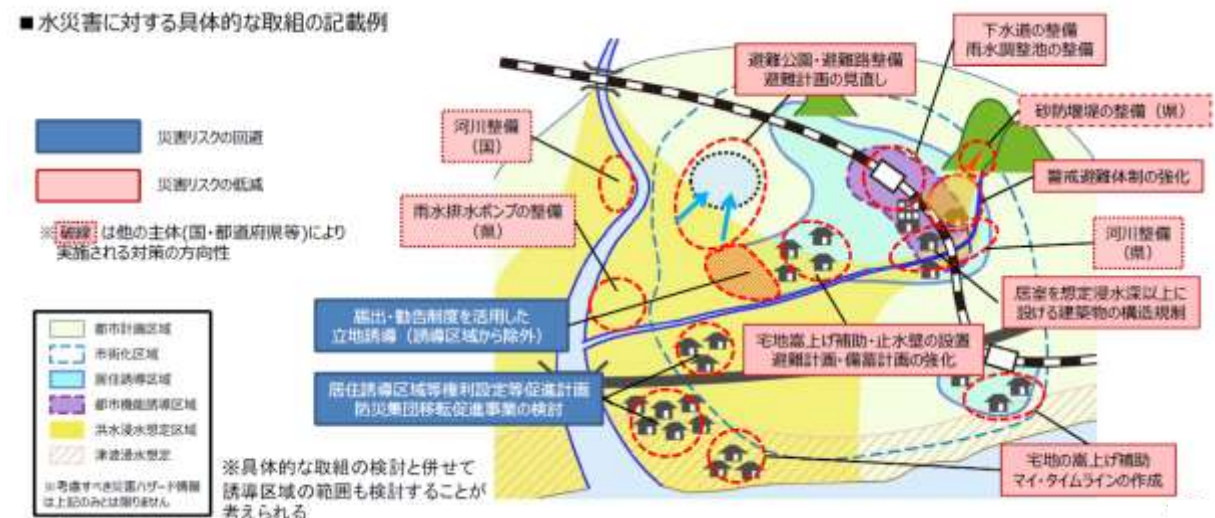 ■水災害に対する具体的な取組の記載例
災害リスクの回避
災害リスクの低減
※破線は他の主体(国・都道府県等)により
実施される対策の方向性
都市計画区域
市街化区域
居住誘導区域
都市機能誘導区域
洪水浸水想定区域
津波浸水想定
※考慮すべき災害ハザード情報
は上記のみとは限りません
※具体的な取組の検討と併せて
誘導区域の範囲も検討することが
考えられる
下水道の整備
雨水調整池の整備
避難公園・避難路整備
避難計画の見直し
砂防堰堤の整備（県）
河川整備
（国）
警戒避難体制の強化
雨水排水ポンプの整備
（県）
河川整備
（県）
居室を想定浸水深以上に
設ける建築物の構造規制
届出・勧告制度を活用した
立地誘導（誘導区域から除外）
宅地嵩上げ補助・止水壁の設置
避難計画・備蓄計画の強化
居住誘導区域等権利設定等促進計画
防災集団移転促進事業の検討
宅地の嵩上げ補助
マイ・タイムラインの作成